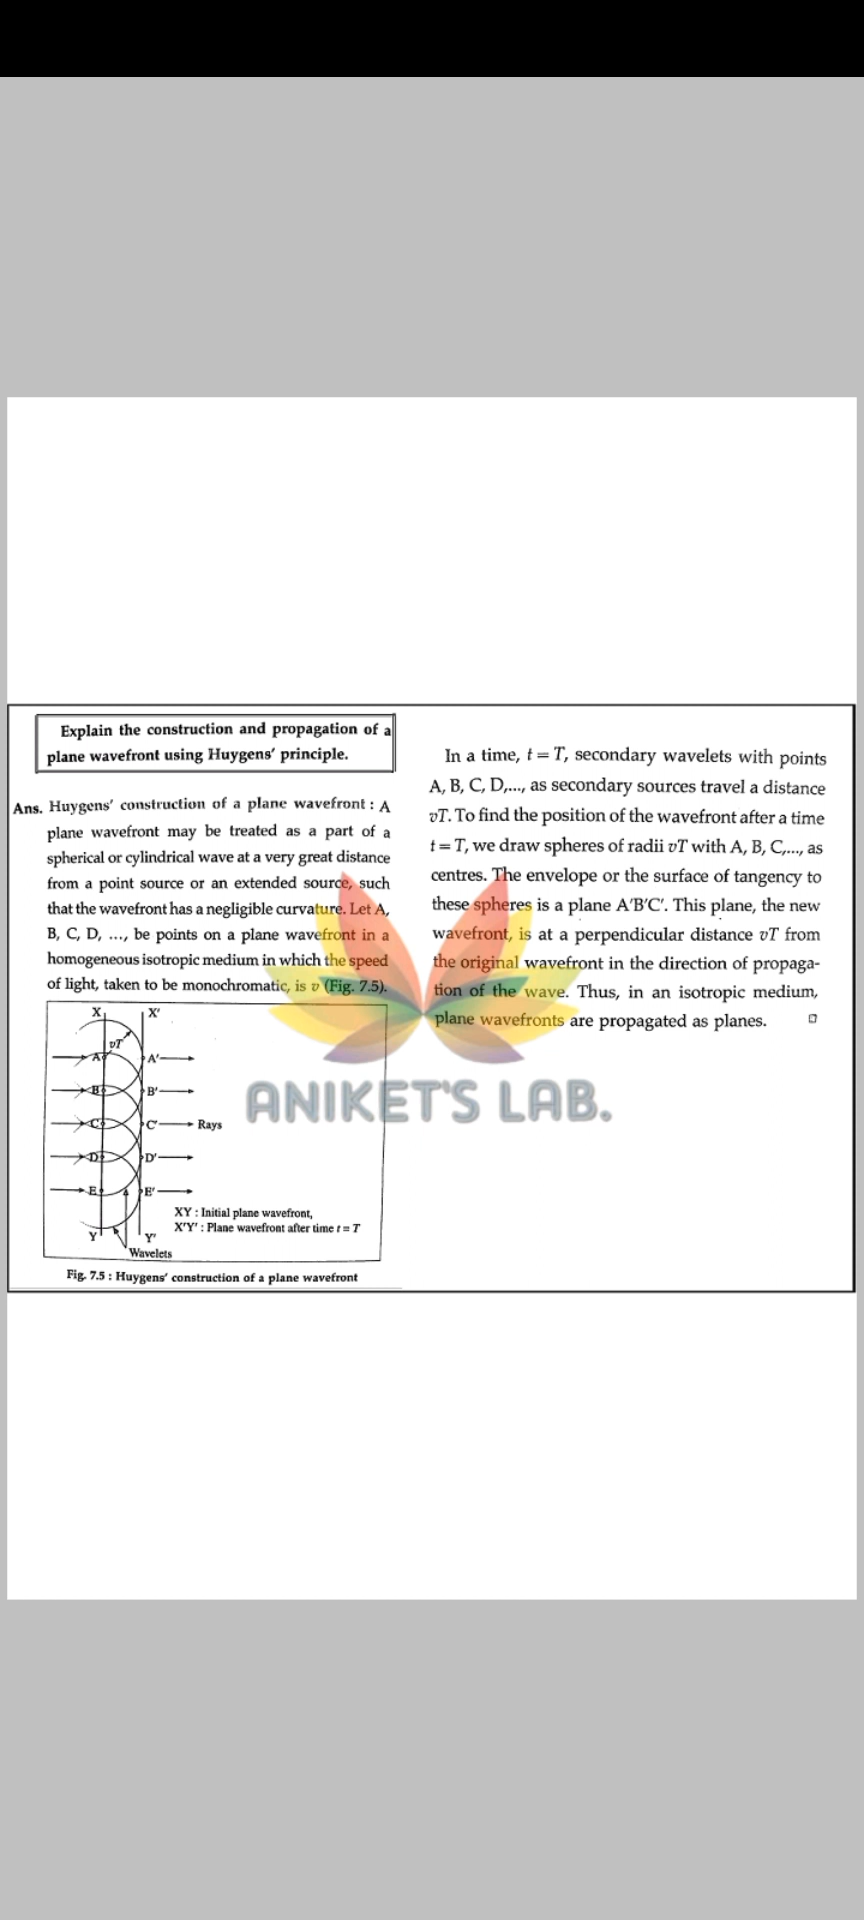 Explain the construction and propagation of a
plane wavefront using Huygens' principle.
Ans. Huygens' construction of a plane wavefront : A
plane wavefront may be treated as a part of a
spherical or cylindrical wave at a very great distance
from a point source or an extended source, such
that the wavefront has a negligible curvature. Let A,
B, C, D, ..., be points on a plane wavefront in a
homogeneous isotropic medium in which the speed
of light, taken to be monochromatic, is v (Fig. 7.5).
X X'
vT
A A'
B B'
C C' Rays
D D'
E E'
XY : Initial plane wavefront,
X'Y' : Plane wavefront after time t = T
Y Y'
Wavelets
Fig. 7.5 : Huygens' construction of a plane wavefront
In a time, t = T, secondary wavelets with points
A, B, C, D,..., as secondary sources travel a distance
vT. To find the position of the wavefront after a time
t = T, we draw spheres of radii vT with A, B, C,..., as
centres. The envelope or the surface of tangency to
these spheres is a plane A'B'C'. This plane, the new
wavefront, is at a perpendicular distance vT from
the original wavefront in the direction of propaga-
tion of the wave. Thus, in an isotropic medium,
plane wavefronts are propagated as planes.
ANIKET'S LAB.